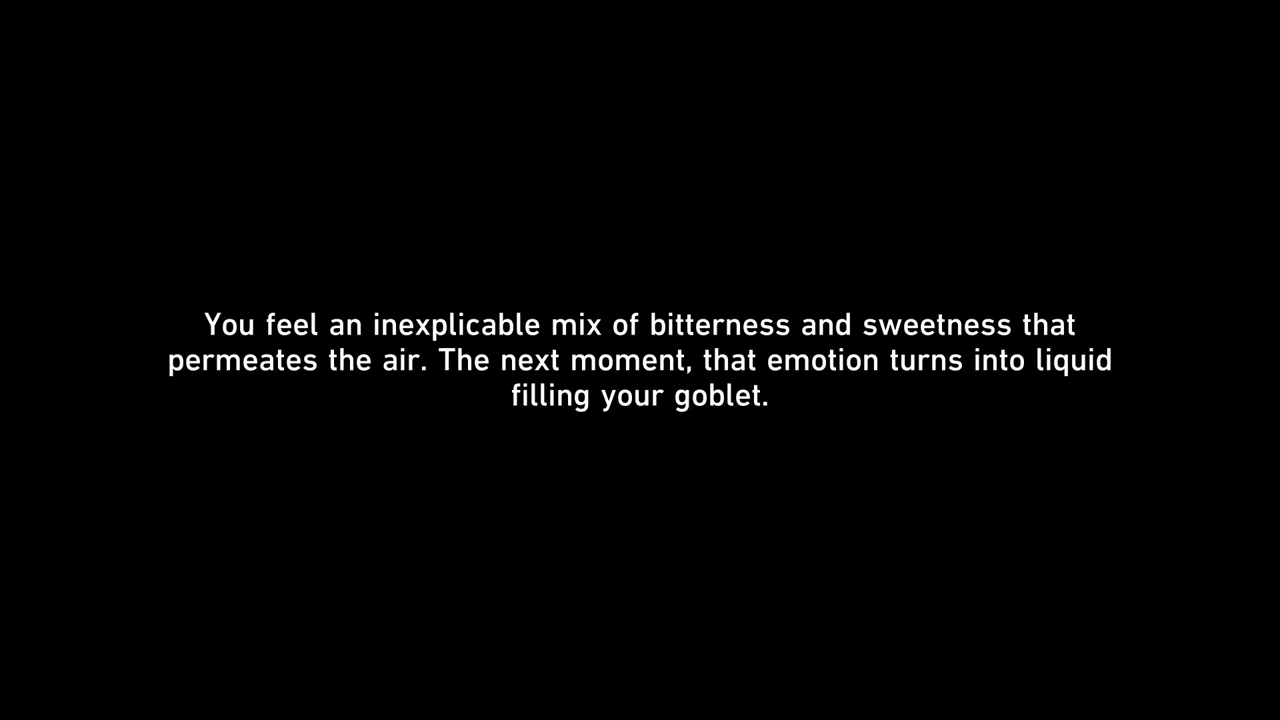 You feel an inexplicable mix of bitterness and sweetness that
permeates the air. The next moment, that emotion turns into liquid
filling your goblet.